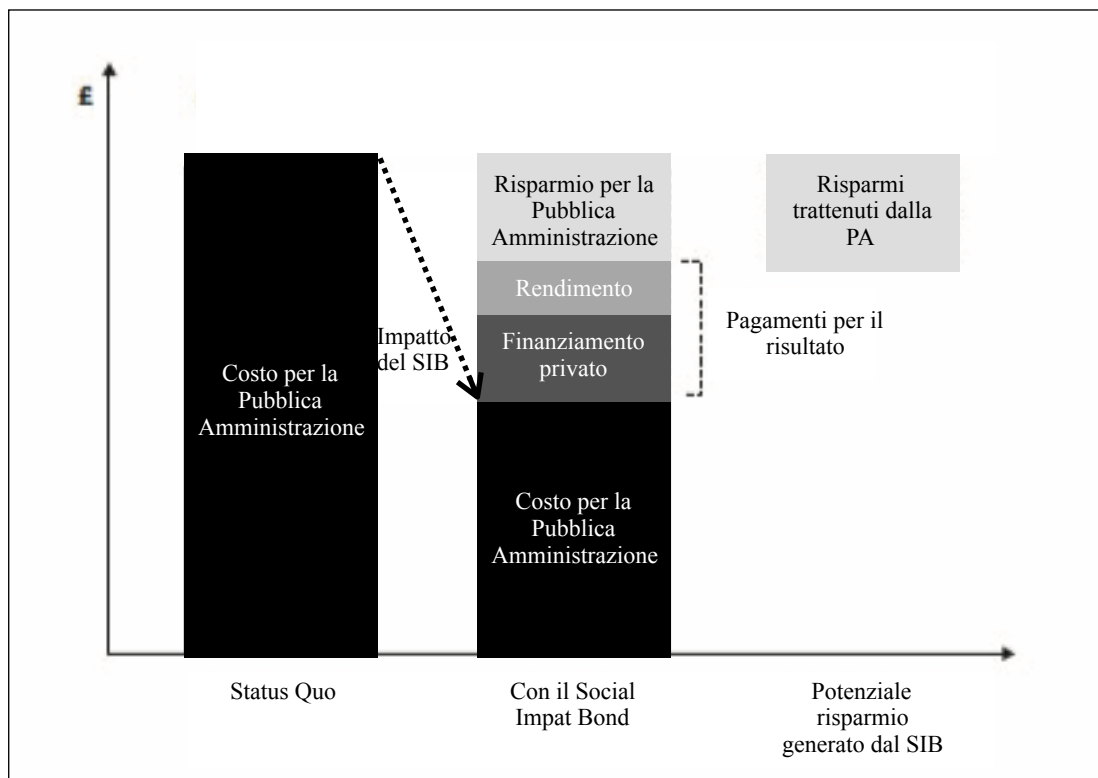 £
Costo per la
Pubblica
Amministrazione
Impatto
del SIB
Risparmio per la
Pubblica
Amministrazione
Rendimento
Finanziamento
privato
Costo per la
Pubblica
Amministrazione
Risparmi
trattenuti dalla
PA
Pagamenti per il
risultato
Status Quo
Con il Social
Impat Bond
Potenziale
risparmio
generato dal SIB